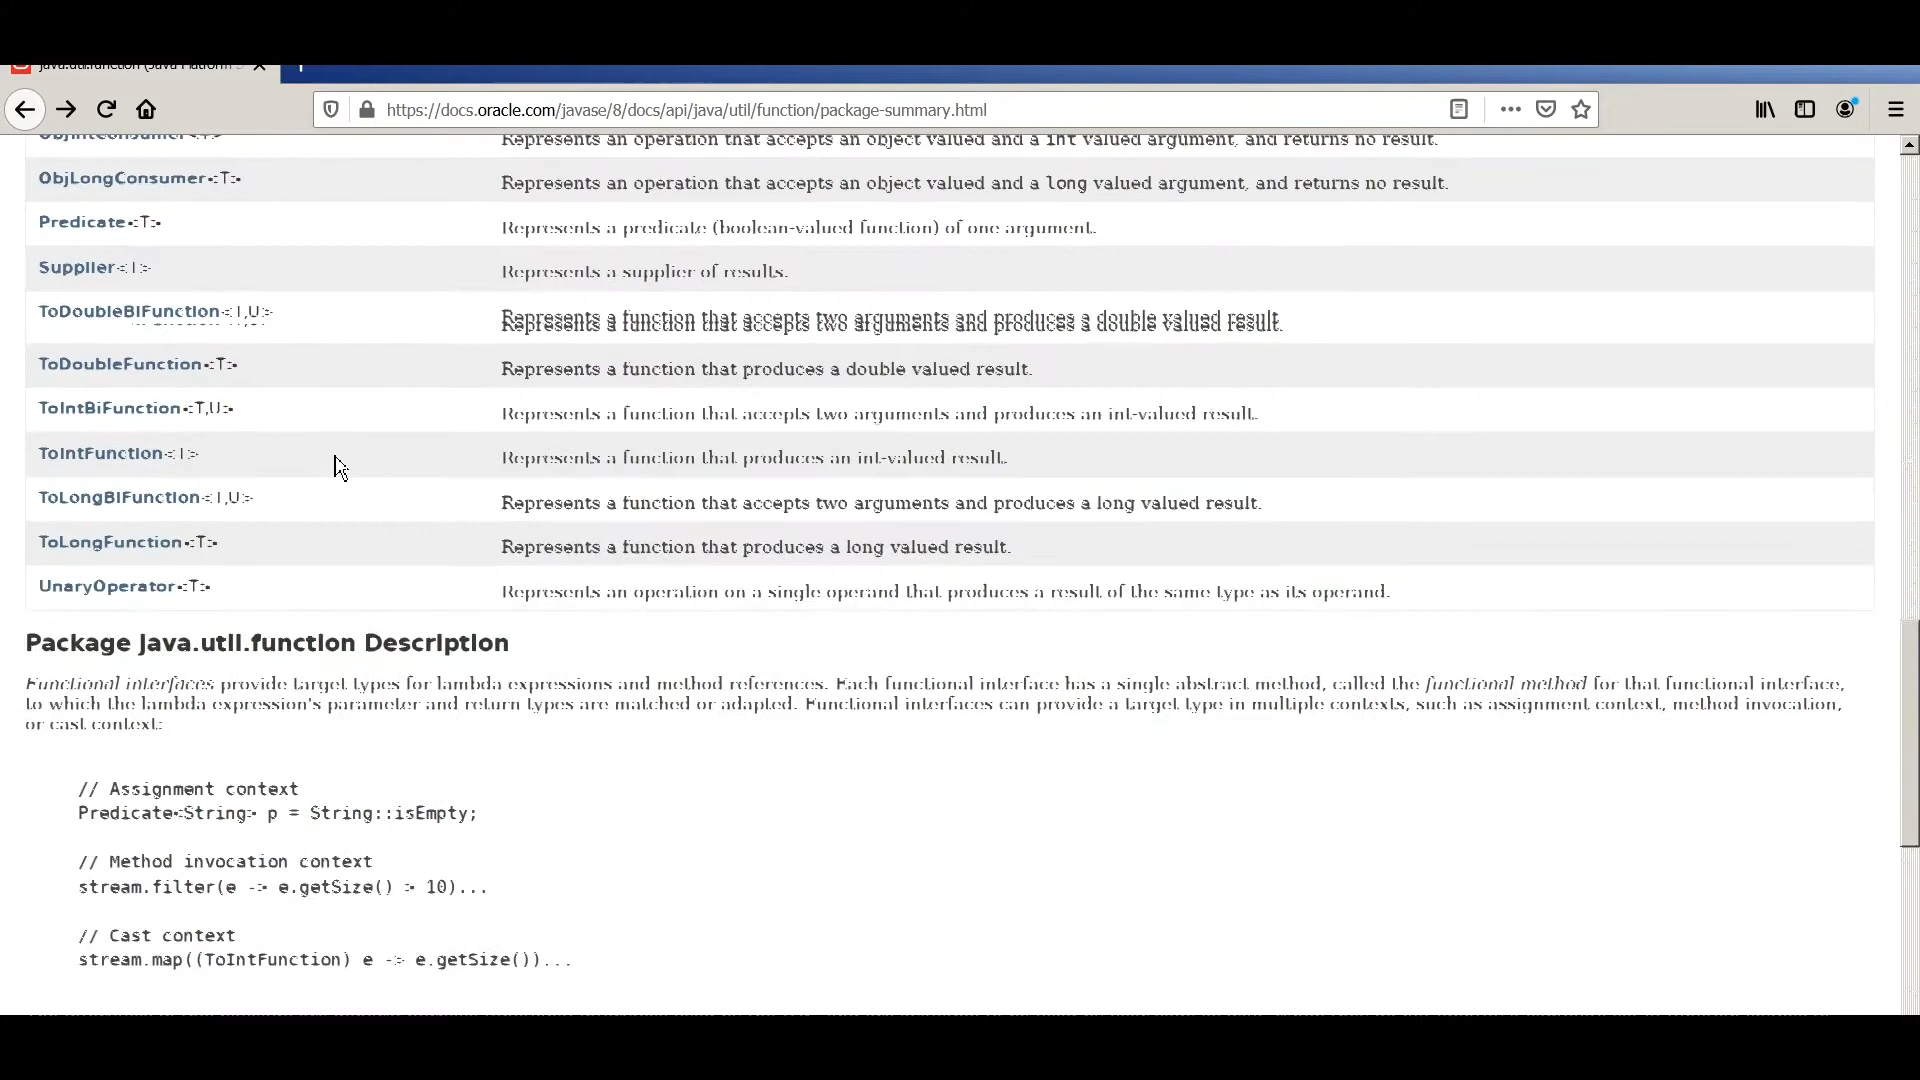 java.util.function (Java Platform S
https://docs.oracle.com/javase/8/docs/api/java/util/function/package-summary.html
ObjIntConsumer<T> Represents an operation that accepts an object valued and a int valued argument, and returns no result.
ObjLongConsumer<T> Represents an operation that accepts an object valued and a long valued argument, and returns no result.
Predicate<T> Represents a predicate (boolean-valued function) of one argument.
Supplier<T> Represents a supplier of results.
ToDoubleBiFunction<T,U> Represents a function that accepts two arguments and produces a double valued result.
ToDoubleFunction<T> Represents a function that produces a double valued result.
ToIntBiFunction<T,U> Represents a function that accepts two arguments and produces an int-valued result.
ToIntFunction<T> Represents a function that produces an int-valued result.
ToLongBiFunction<T,U> Represents a function that accepts two arguments and produces a long valued result.
ToLongFunction<T> Represents a function that produces a long valued result.
UnaryOperator<T> Represents an operation on a single operand that produces a result of the same type as its operand.
Package java.util.function Description
Functional interfaces provide target types for lambda expressions and method references. Each functional interface has a single abstract method, called the functional method for that functional interface,
to which the lambda expression's parameter and return types are matched or adapted. Functional interfaces can provide a target type in multiple contexts, such as assignment context, method invocation,
or cast context:
// Assignment context
Predicate<String> p = String::isEmpty;
// Method invocation context
stream.filter(e -> e.getSize() > 10)...
// Cast context
stream.map((ToIntFunction) e -> e.getSize())...